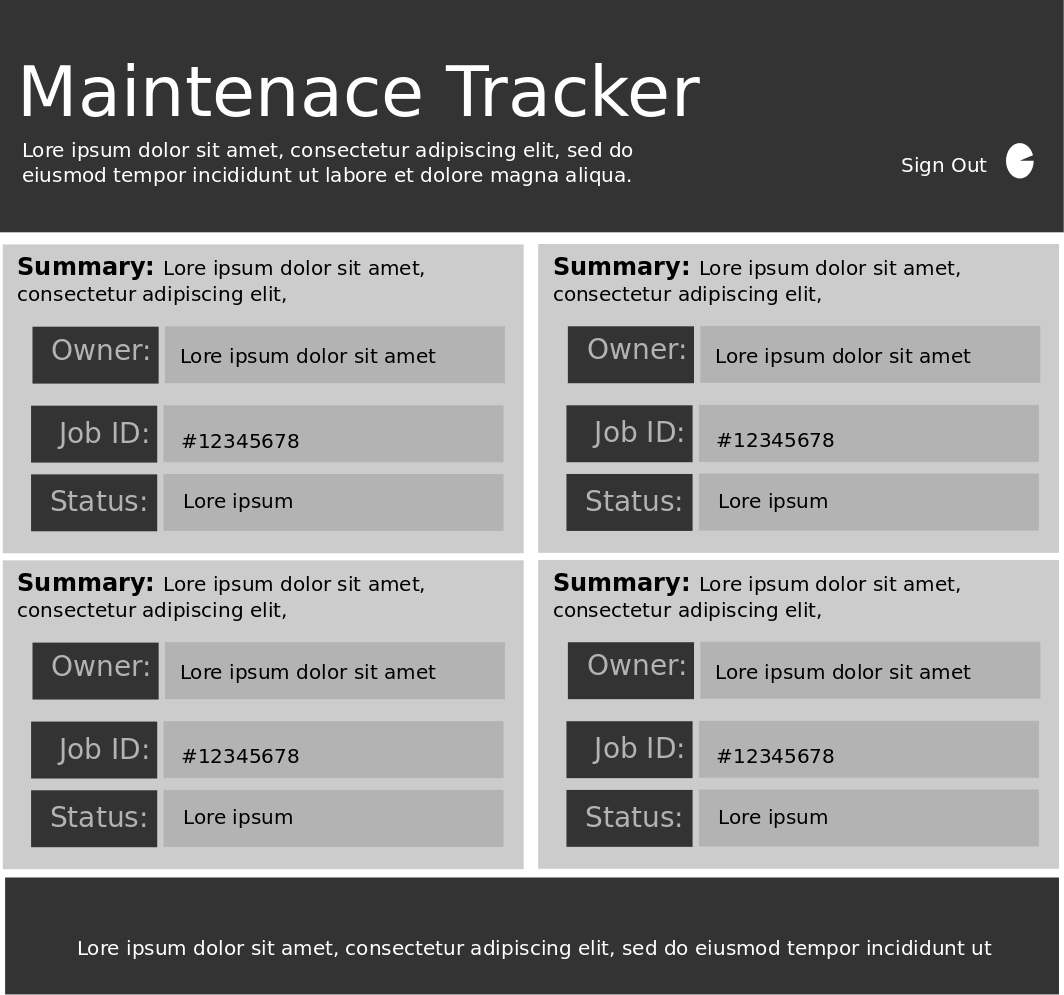 Maintenace Tracker
Lore ipsum dolor sit amet, consectetur adipiscing elit, sed do
eiusmod tempor incididunt ut labore et dolore magna aliqua.
Sign Out
Summary: Lore ipsum dolor sit amet,
consectetur adipiscing elit,
Owner: Lore ipsum dolor sit amet
Job ID: #12345678
Status: Lore ipsum
Summary: Lore ipsum dolor sit amet,
consectetur adipiscing elit,
Owner: Lore ipsum dolor sit amet
Job ID: #12345678
Status: Lore ipsum
Summary: Lore ipsum dolor sit amet,
consectetur adipiscing elit,
Owner: Lore ipsum dolor sit amet
Job ID: #12345678
Status: Lore ipsum
Summary: Lore ipsum dolor sit amet,
consectetur adipiscing elit,
Owner: Lore ipsum dolor sit amet
Job ID: #12345678
Status: Lore ipsum
Lore ipsum dolor sit amet, consectetur adipiscing elit, sed do eiusmod tempor incididunt ut